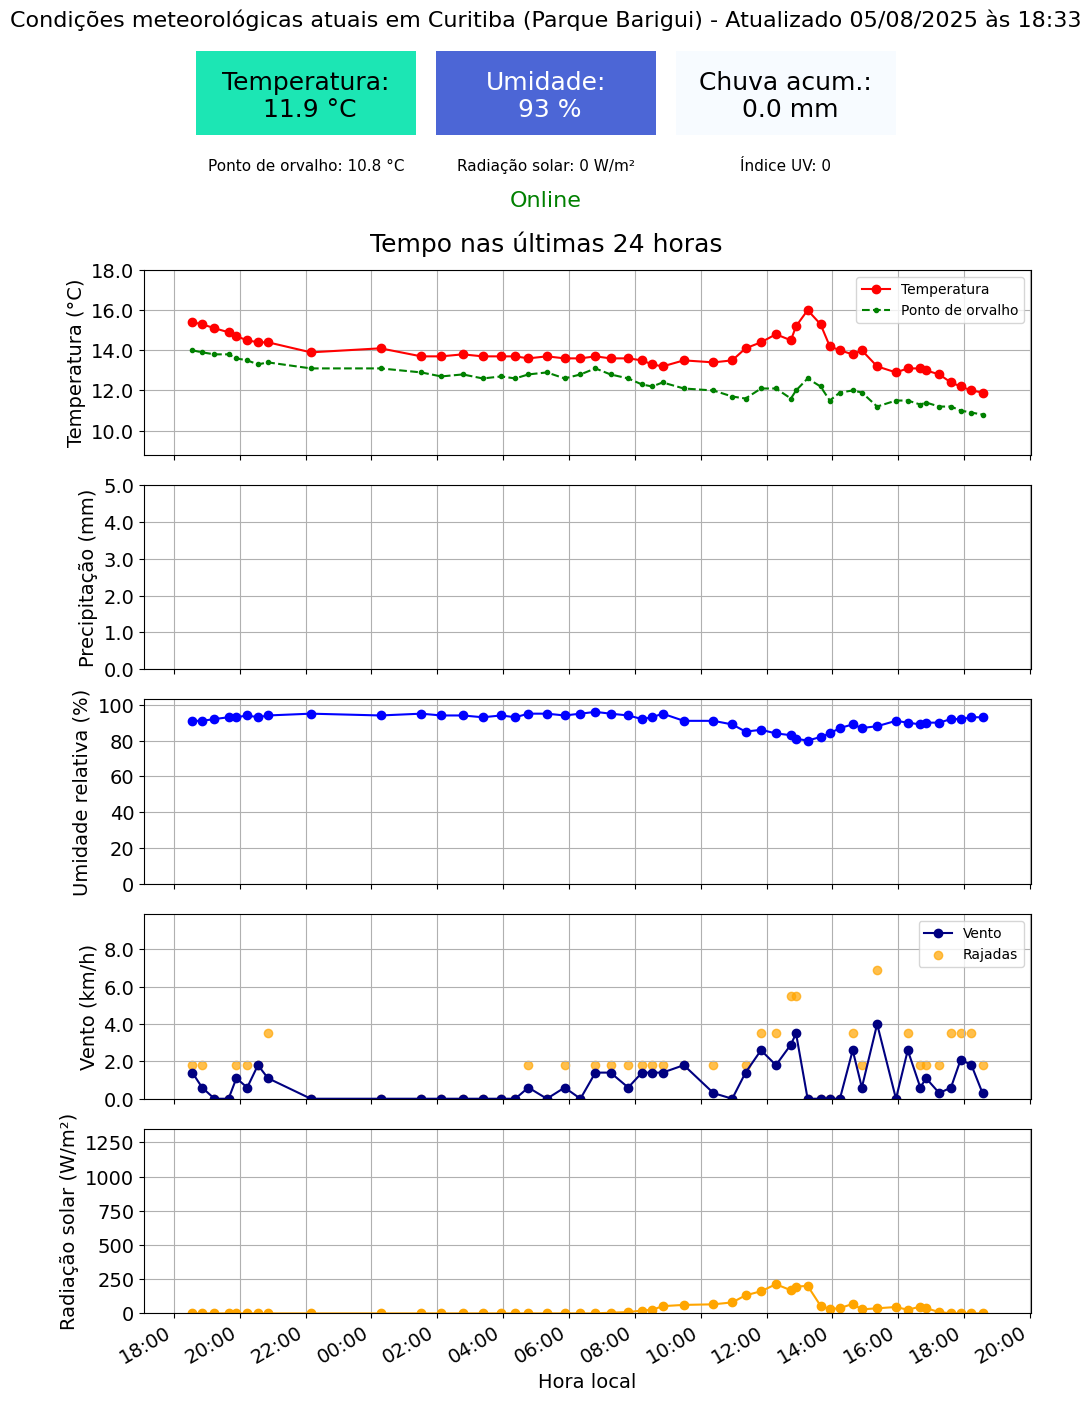 Condições meteorológicas atuais em Curitiba (Parque Barigui) - Atualizado 05/08/2025 às 18:33
Temperatura:
11.9 °C
Umidade:
93 %
Chuva acum.:
0.0 mm
Ponto de orvalho: 10.8 °C
Radiação solar: 0 W/m²
Índice UV: 0
Online
Tempo nas últimas 24 horas
Temperatura (°C)
18.0
16.0
14.0
12.0
10.0
Temperatura
Ponto de orvalho
Precipitação (mm)
5.0
4.0
3.0
2.0
1.0
0.0
Umidade relativa (%)
100
80
60
40
20
0
Vento (km/h)
8.0
6.0
4.0
2.0
0.0
Vento
Rajadas
Radiação solar (W/m²)
1250
1000
750
500
250
0
18:00
20:00
22:00
00:00
02:00
04:00
06:00
08:00
10:00
12:00
14:00
16:00
18:00
20:00
Hora local